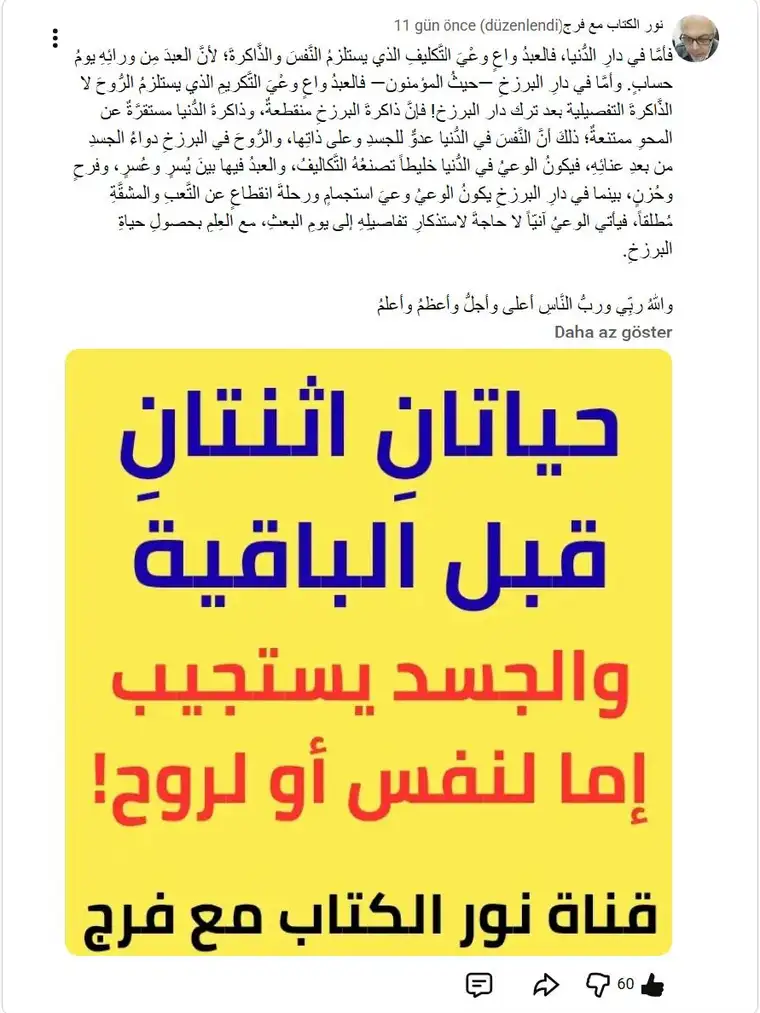 نور الكتاب مع فرج 11 gün önce (düzenlendi)
فأمَّا في دارِ الدُّنيا، فالعبدُ واعٍ وعْيَ التَّكليفِ الذي يستلزمُ النَّفسَ والذَّاكرةَ؛ لأنَّ العبدَ مِن ورائِهِ يومُ
حسابٍ. وأمَّا في دارِ البرزخِ —حيثُ المؤمنون— فالعبدُ واعٍ وعْيَ التَّكريمِ الذي يستلزمُ الرُّوحَ لا
الذَّاكرةَ التفصيلية بعد ترك دار البرزخ! فإنَّ ذاكرةَ البرزخِ منقطعةٌ، وذاكرةَ الدُّنيا مستقرَّةٌ عن
المحوِ ممتنعةٌ؛ ذلكَ أنَّ النَّفسَ في الدُّنيا عدوٌّ للجسدِ وعلى ذاتِها، والرُّوحَ في البرزخِ دواءُ الجسدِ
من بعدِ عنائِهِ، فيكونُ الوعيُ في الدُّنيا خليطاً تصنعُهُ التَّكاليفُ، والعبدُ فيها بينَ يُسرٍ وعُسرٍ، وفرحٍ
وحُزنٍ، بينما في دارِ البرزخِ يكونُ الوعيُ وعيَ استجمامٍ ورحلةَ انقطاعٍ عن التَّعبِ والمشقَّةِ
مُطلقاً، فيأتي الوعيُ آنيّاً لا حاجةَ لاستذكارِ تفاصيلِهِ إلى يومِ البعثِ، مع العِلمِ بحصولِ حياةِ
البرزخِ.
واللهُ ربِّي وربُّ النَّاسِ أعلى وأجلُّ وأعظمُ وأعلمُ
Daha az göster
حياتانِ اثنتانِ
قبل الباقية
والجسد يستجيب
إما لنفس أو لروح!
قناة نور الكتاب مع فرج
60